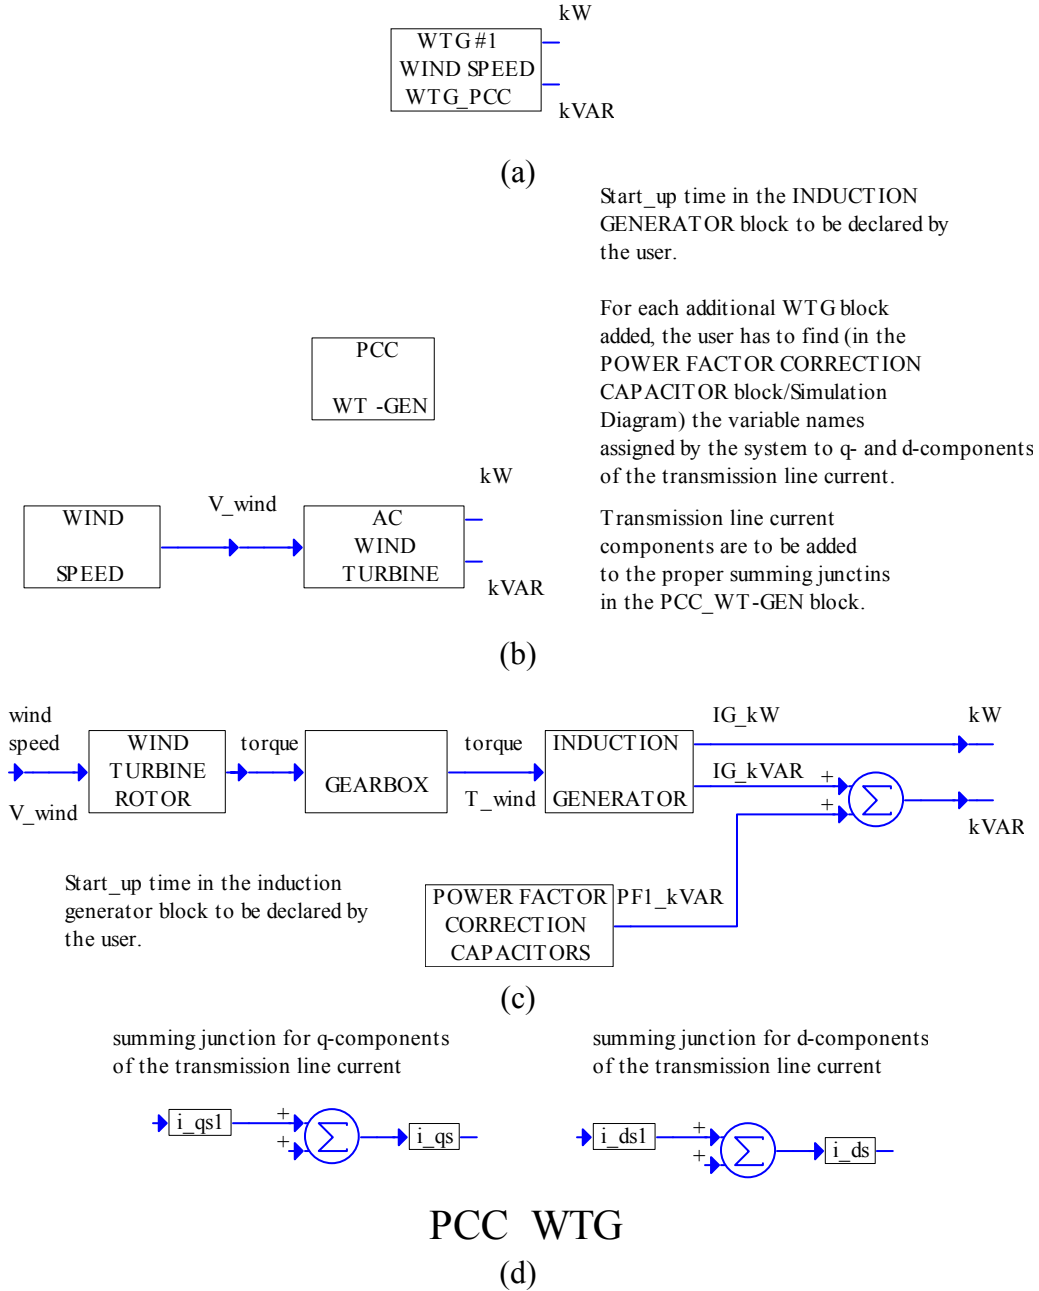 kW
WTG#1
WIND SPEED
WTG_PCC
kVAR
(a)
Start_up time in the INDUCTION
GENERATOR block to be declared by
the user.
For each additional WTG block
added, the user has to find (in the
POWER FACTOR CORRECTION
CAPACITOR block/Simulation
Diagram) the variable names
assigned by the system to q- and d-components
of the transmission line current.
Transmission line current
components are to be added
to the proper summing junctins
in the PCC_WT-GEN block.
PCC
WT-GEN
kW
V_wind
WIND
SPEED
AC
WIND
TURBINE
kVAR
(b)
wind
speed
V_wind
WIND
TURBINE
ROTOR
torque
GEARBOX
torque
T_wind
INDUCTION
GENERATOR
IG_kW
kW
IG_kVAR
+
+
Σ
kVAR
Start_up time in the induction
generator block to be declared by
the user.
POWER FACTOR
CORRECTION
CAPACITORS
PF1_kVAR
(c)
summing junction for q-components
of the transmission line current
summing junction for d-components
of the transmission line current
i_qs1
+
+
Σ
i_qs
i_ds1
+
+
Σ
i_ds
PCC WTG
(d)